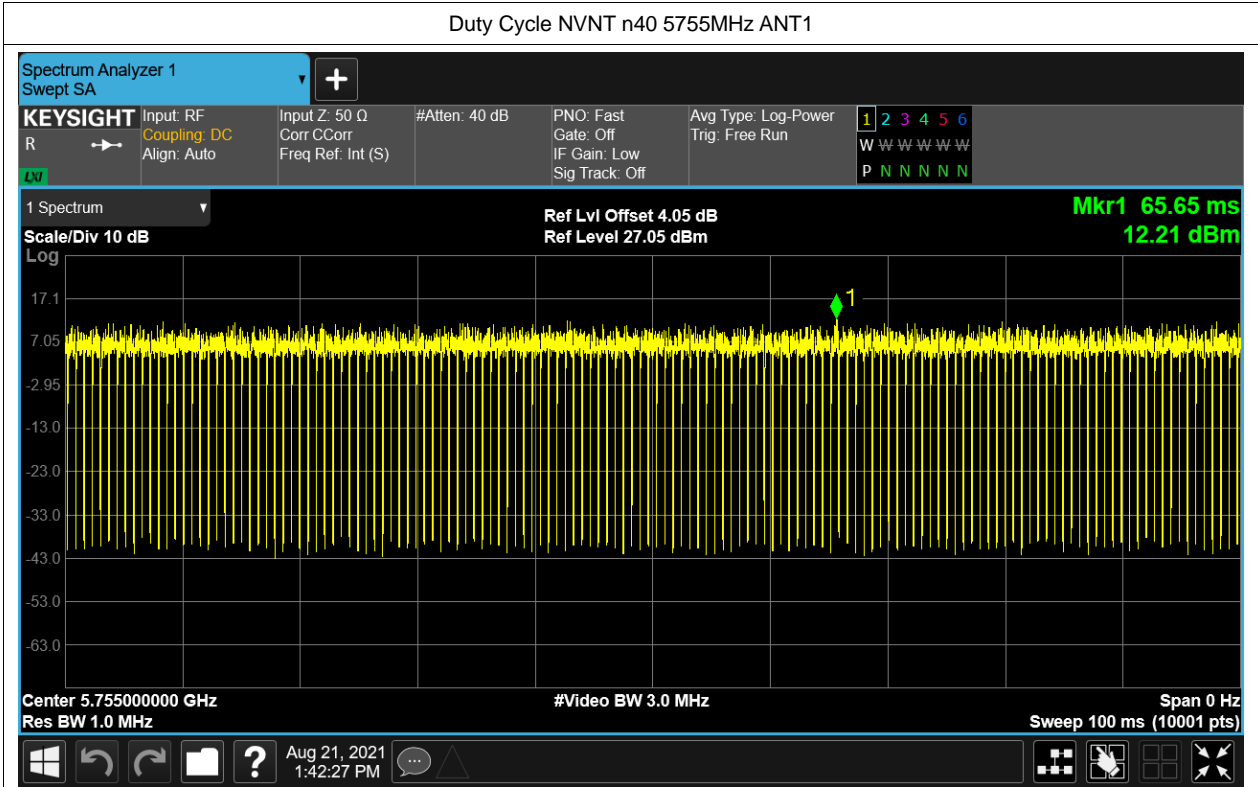 Duty Cycle NVNT n40 5755MHz ANT1
Spectrum Analyzer 1
Swept SA
KEYSIGHT
R
LXI
Input: RF
Coupling: DC
Align: Auto
Input Z: 50 Ω
Corr CCorr
Freq Ref: Int (S)
#Atten: 40 dB
PNO: Fast
Gate: Off
IF Gain: Low
Sig Track: Off
Avg Type: Log-Power
Trig: Free Run
1 2 3 4 5 6
W W W W W W
P N N N N N
1 Spectrum
Scale/Div 10 dB
Log
Ref Lvl Offset 4.05 dB
Ref Level 27.05 dBm
Mkr1 65.65 ms
12.21 dBm
1
17.1
7.05
-2.95
-13.0
-23.0
-33.0
-43.0
-53.0
-63.0
Center 5.755000000 GHz
Res BW 1.0 MHz
#Video BW 3.0 MHz
Span 0 Hz
Sweep 100 ms (10001 pts)
?
Aug 21, 2021
1:42:27 PM